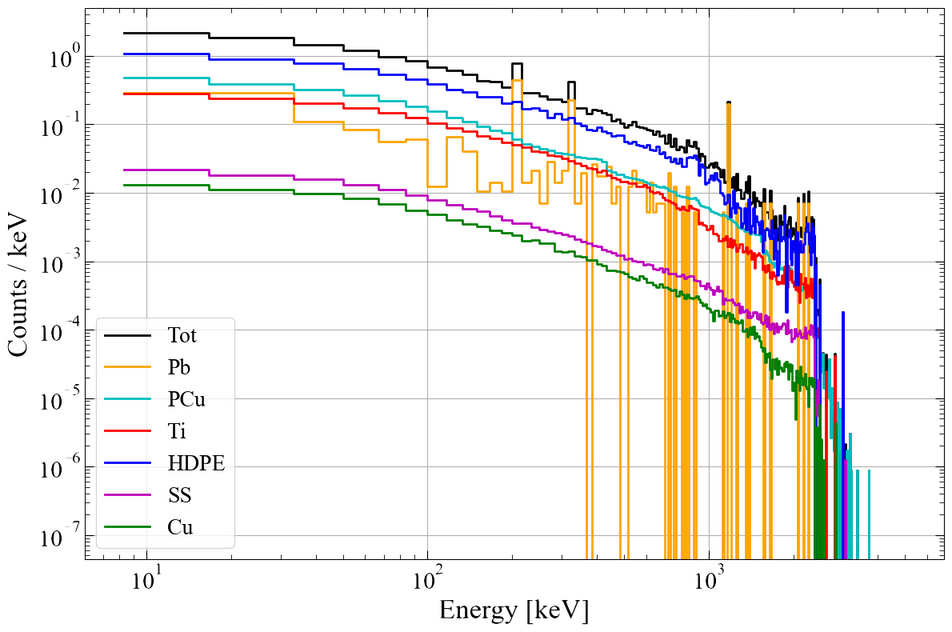 10⁰
10⁻¹
10⁻²
10⁻³
10⁻⁴
10⁻⁵
10⁻⁶
10⁻⁷
Counts / keV
Tot
Pb
PCu
Ti
HDPE
SS
Cu
10¹ 10² 10³
Energy [keV]